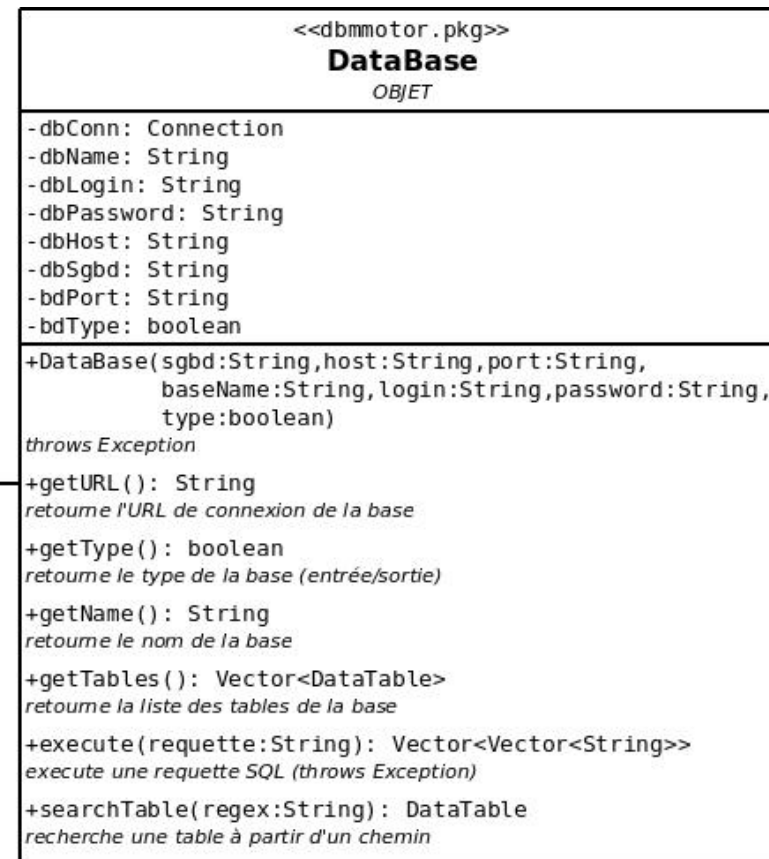 <<dbmmotor.pkg>>
DataBase
OBJET
-dbConn: Connection
-dbName: String
-dbLogin: String
-dbPassword: String
-dbHost: String
-dbSgbd: String
-bdPort: String
-bdType: boolean
+DataBase(sgbd:String,host:String,port:String,
baseName:String,login:String,password:String,
type:boolean)
throws Exception
+getURL(): String
retourne l'URL de connexion de la base
+getType(): boolean
retourne le type de la base (entrée/sortie)
+getName(): String
retourne le nom de la base
+getTables(): Vector<DataTable>
retourne la liste des tables de la base
+execute(requette:String): Vector<Vector<String>>
execute une requette SQL (throws Exception)
+searchTable(regex:String): DataTable
recherche une table à partir d'un chemin